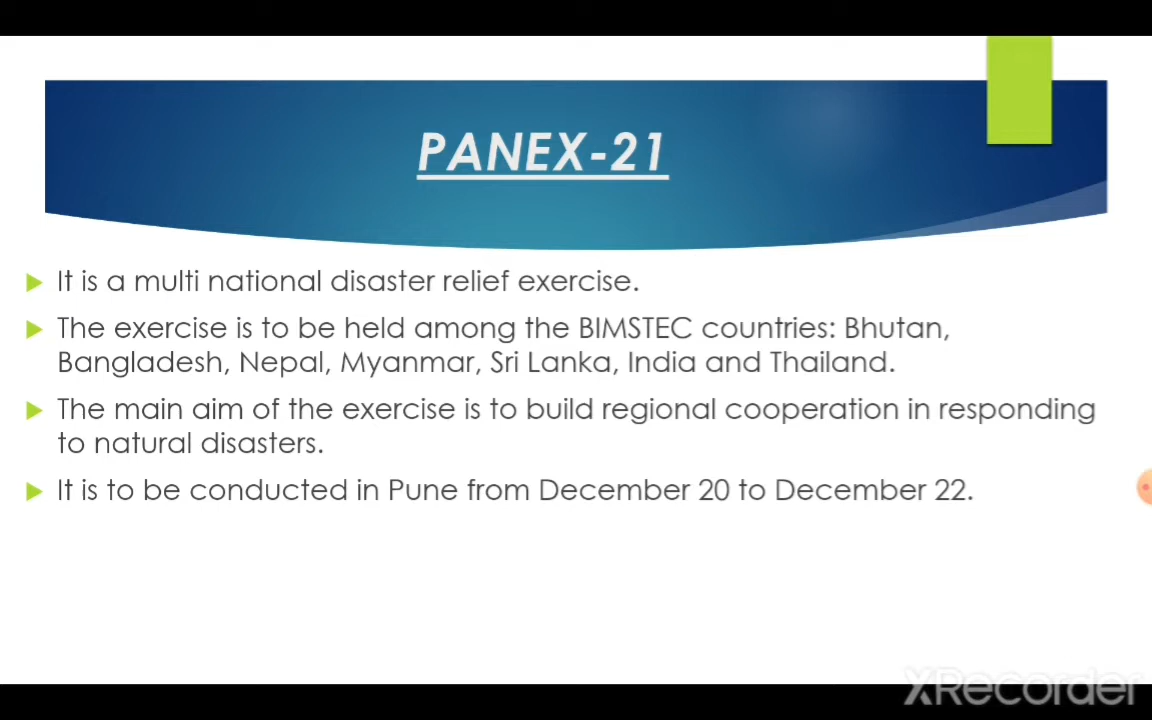 PANEX-21
It is a multi national disaster relief exercise.
The exercise is to be held among the BIMSTEC countries: Bhutan,
Bangladesh, Nepal, Myanmar, Sri Lanka, India and Thailand.
The main aim of the exercise is to build regional cooperation in responding
to natural disasters.
It is to be conducted in Pune from December 20 to December 22.
XRecorder